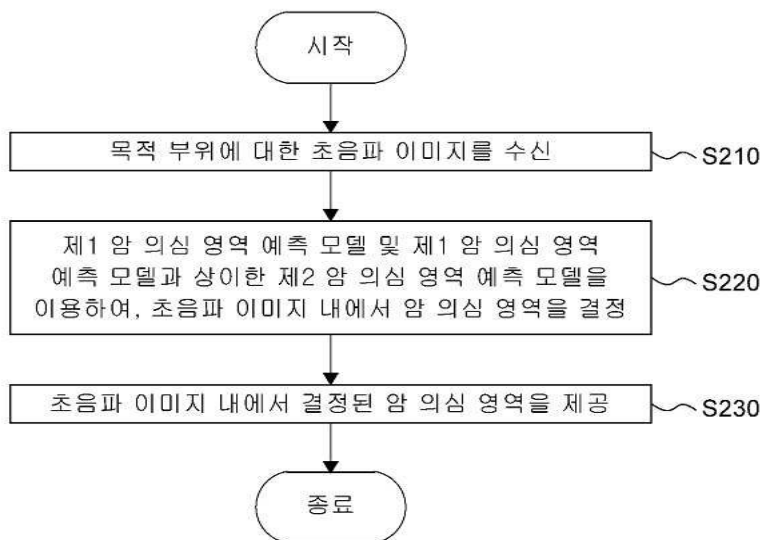 시작
목적 부위에 대한 초음파 이미지를 수신
S210
제1 암 의심 영역 예측 모델 및 제1 암 의심 영역
예측 모델과 상이한 제2 암 의심 영역 예측 모델을
이용하여, 초음파 이미지 내에서 암 의심 영역을 결정
S220
초음파 이미지 내에서 결정된 암 의심 영역을 제공
S230
종료